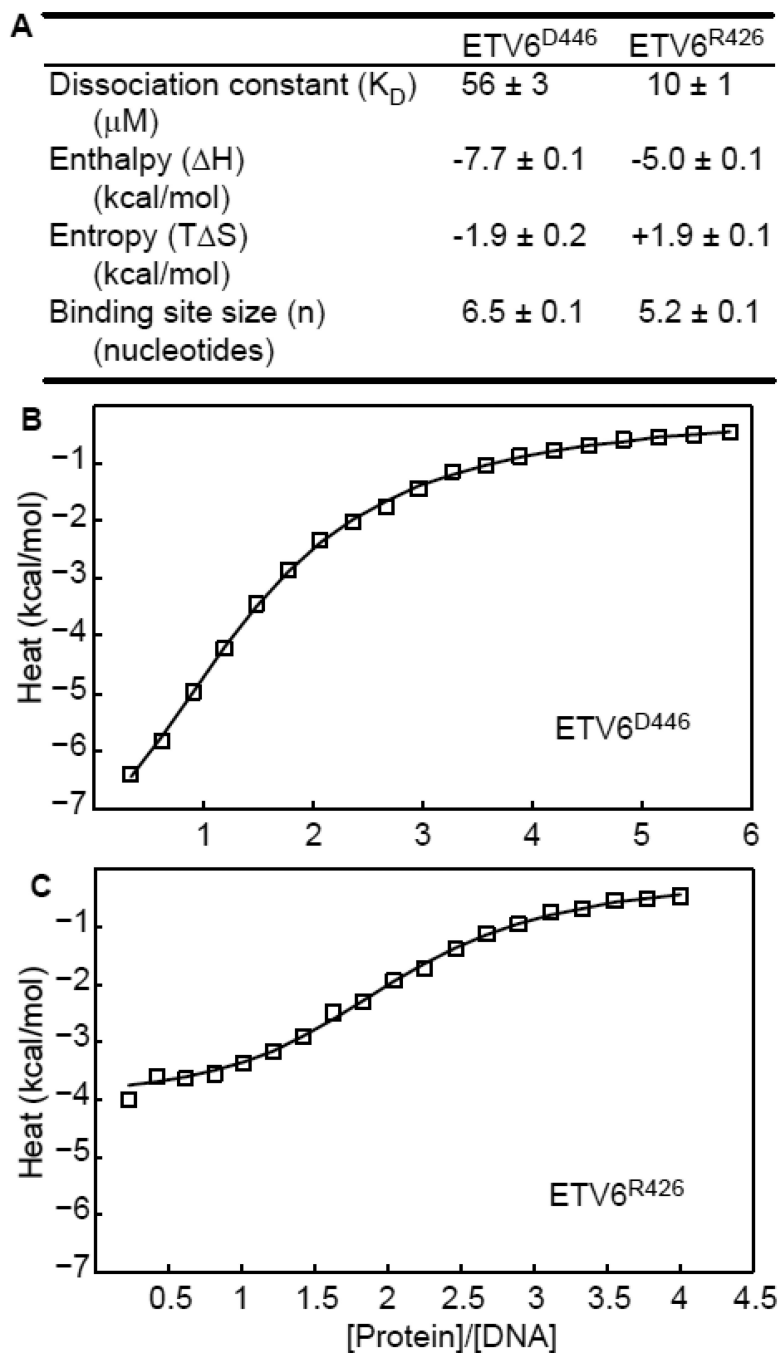 A
ETV6D446 ETV6R426
Dissociation constant (KD) 56 ± 3 10 ± 1
(μM)
Enthalpy (ΔH) -7.7 ± 0.1 -5.0 ± 0.1
(kcal/mol)
Entropy (TΔS) -1.9 ± 0.2 +1.9 ± 0.1
(kcal/mol)
Binding site size (n) 6.5 ± 0.1 5.2 ± 0.1
(nucleotides)
B
Heat (kcal/mol)
−1
−2
−3
−4
−5
−6
−7
ETV6D446
1 2 3 4 5 6
C
Heat (kcal/mol)
−1
−2
−3
−4
−5
−6
−7
ETV6R426
0.5 1 1.5 2 2.5 3 3.5 4 4.5
[Protein]/[DNA]